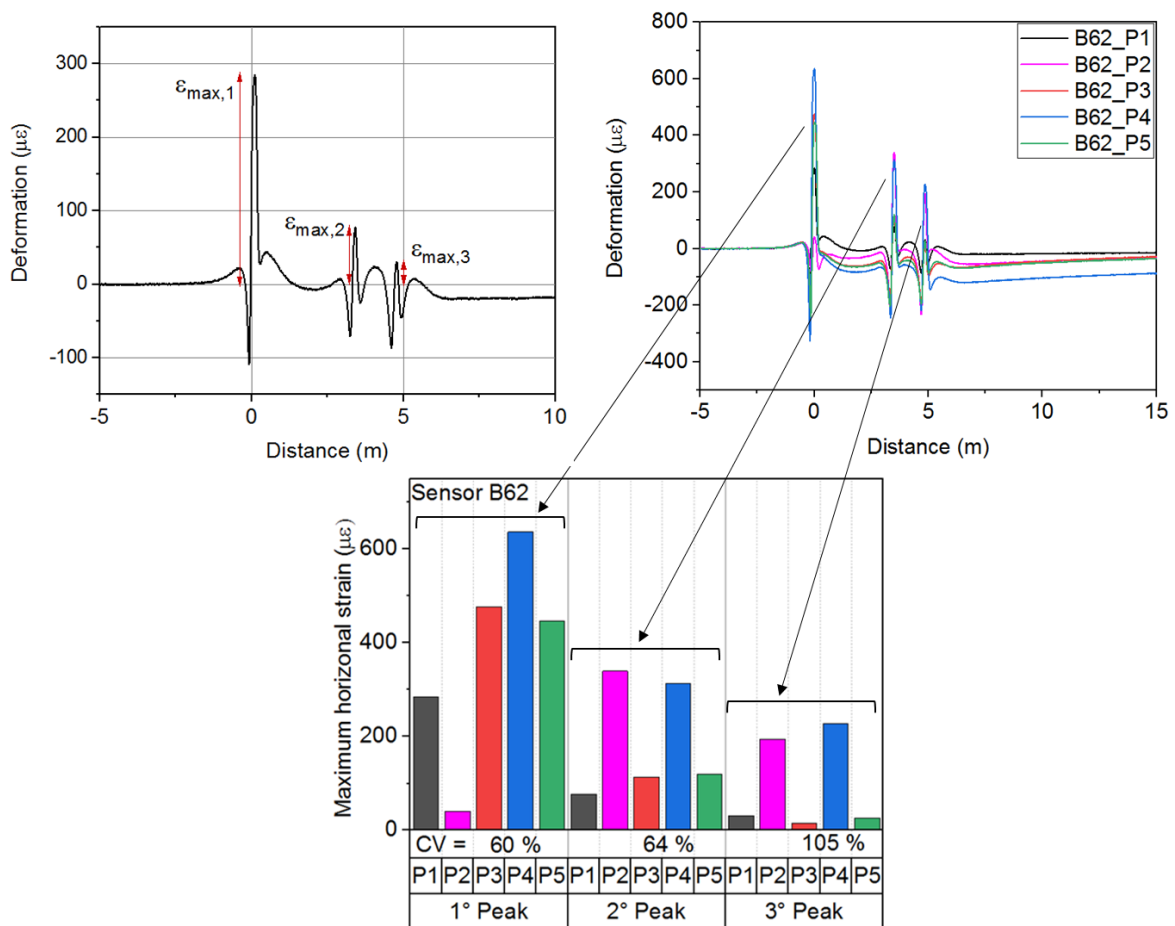 300
200
100
0
-100
-5
0
5
10
Deformation (με)
Distance (m)
εmax,1
εmax,2
εmax,3
800
600
400
200
0
-200
-400
-5
0
5
10
15
Deformation (με)
Distance (m)
B62_P1
B62_P2
B62_P3
B62_P4
B62_P5
Sensor B62
Maximum horizonal strain (με)
600
400
200
0
CV = 60 % 64 % 105 %
P1 P2 P3 P4 P5 P1 P2 P3 P4 P5 P1 P2 P3 P4 P5
1° Peak 2° Peak 3° Peak